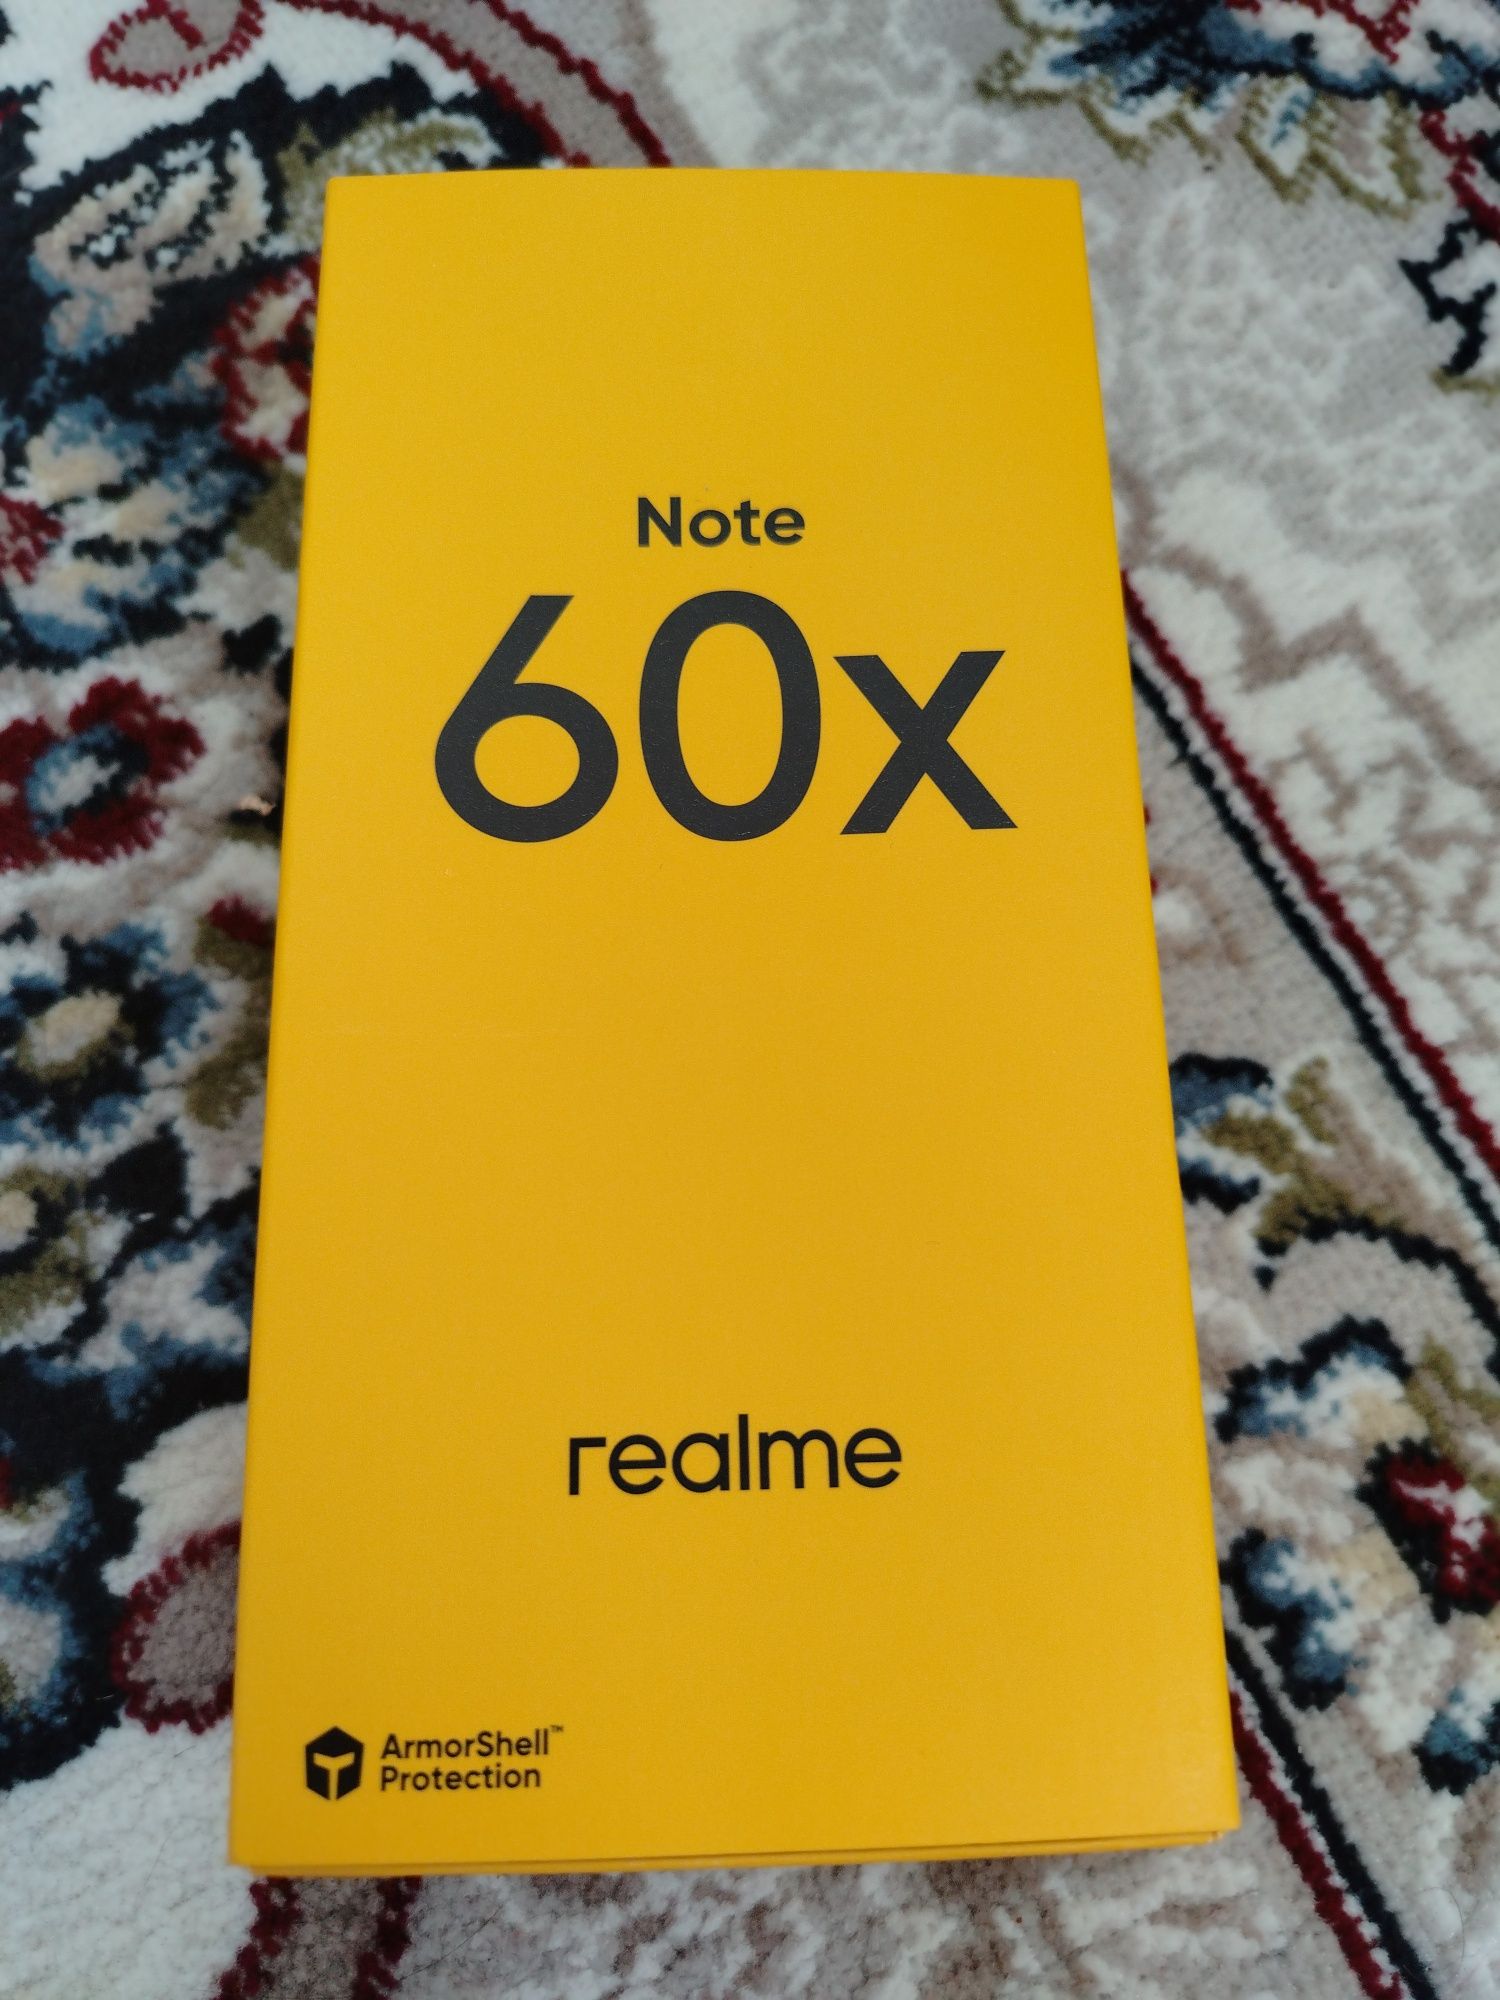 Note
60x
realme
ArmorShell™
Protection